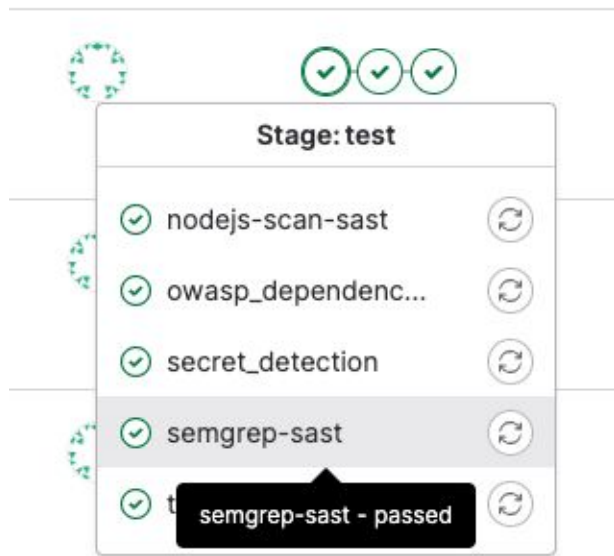 Stage: test
nodejs-scan-sast
owasp_dependenc...
secret_detection
semgrep-sast
t
semgrep-sast - passed